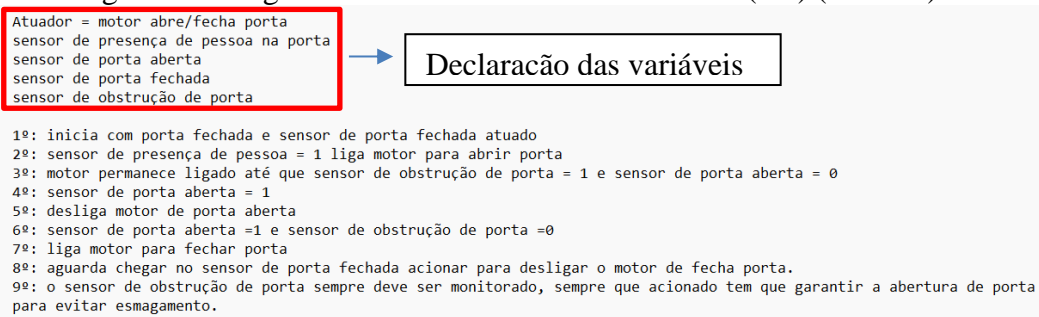 Atuador = motor abre/fecha porta
sensor de presença de pessoa na porta
sensor de porta aberta
sensor de porta fechada
sensor de obstrução de porta
Declaracão das variáveis
1º: inicia com porta fechada e sensor de porta fechada atuado
2º: sensor de presença de pessoa = 1 liga motor para abrir porta
3º: motor permanece ligado até que sensor de obstrução de porta = 1 e sensor de porta aberta = 0
4º: sensor de porta aberta = 1
5º: desliga motor de porta aberta
6º: sensor de porta aberta =1 e sensor de obstrução de porta =0
7º: liga motor para fechar porta
8º: aguarda chegar no sensor de porta fechada acionar para desligar o motor de fecha porta.
9º: o sensor de obstrução de porta sempre deve ser monitorado, sempre que acionado tem que garantir a abertura de porta
para evitar esmagamento.